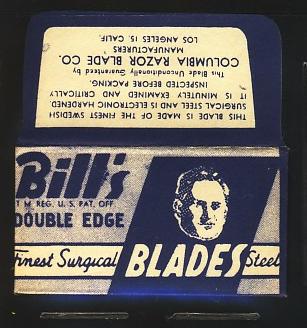 THIS BLADE IS MADE OF THE FINEST SWEDISH
SURGICAL STEEL AND IS ELECTRONIC HARDENED.
IT IS EXAMINED MINUTELY AND CRITICALLY
INSPECTED BEFORE PACKING.
This Blade Unconditionally Guaranteed by
COLUMBIA RAZOR BLADE CO.
MANUFACTURERS
LOS ANGELES 15, CALIF.
Bill's
T M REG. U.S. PAT. OFF
DOUBLE EDGE
Finest Surgical BLADES Steel